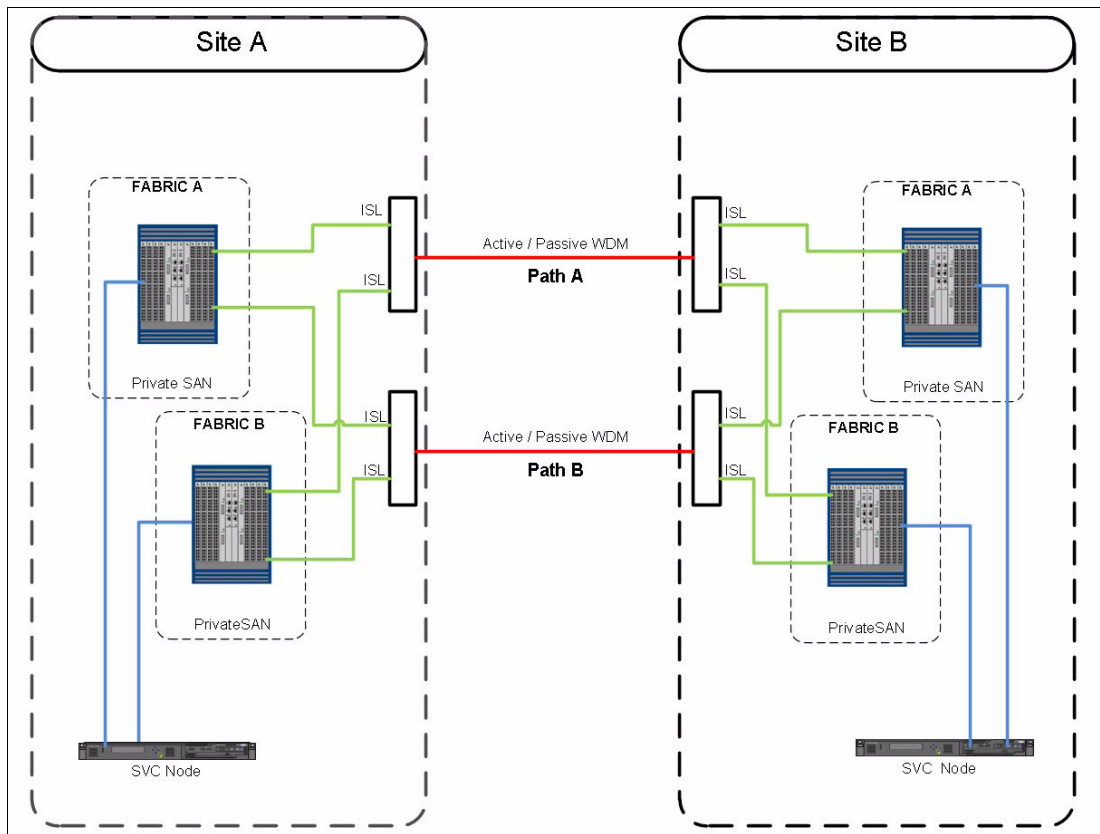 Site A
Site B
FABRIC A
FABRIC A
ISL
ISL
Active / Passive WDM
Path A
ISL
ISL
Private SAN
Private SAN
FABRIC B
FABRIC B
ISL
ISL
Active / Passive WDM
Path B
ISL
ISL
PrivateSAN
PrivateSAN
SVC Node
SVC Node